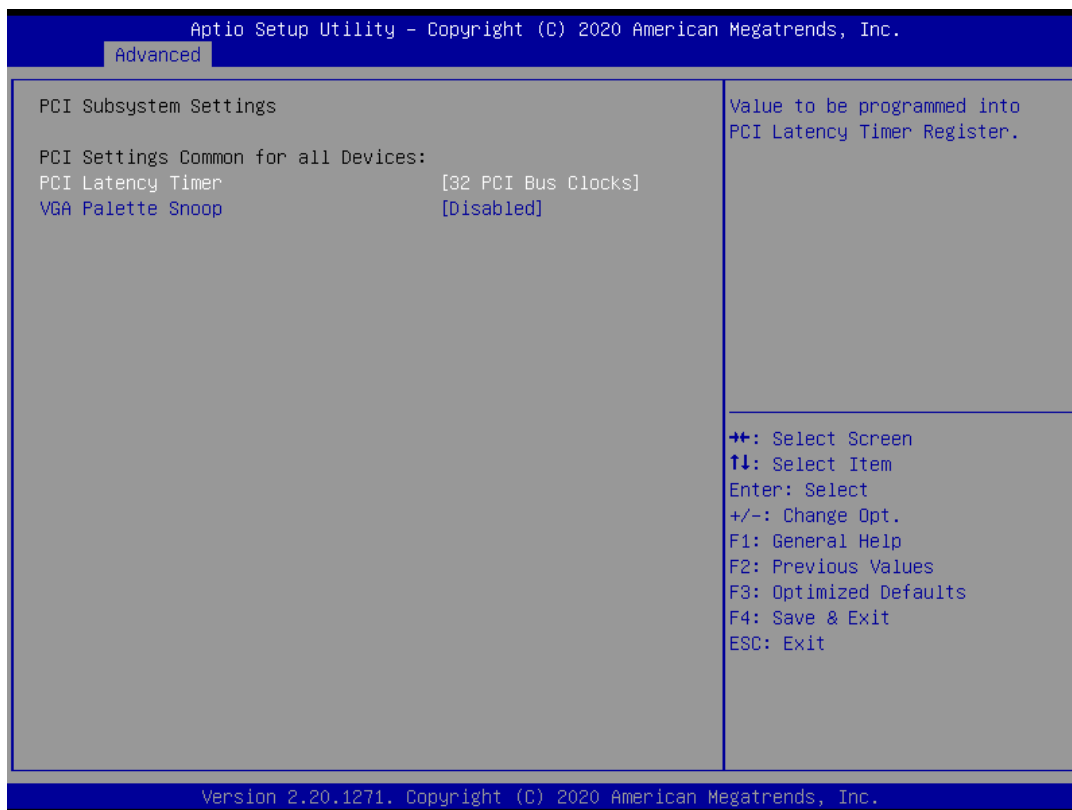 Aptio Setup Utility – Copyright (C) 2020 American Megatrends, Inc.
Advanced
PCI Subsystem Settings
PCI Settings Common for all Devices:
PCI Latency Timer [32 PCI Bus Clocks]
VGA Palette Snoop [Disabled]
Value to be programmed into
PCI Latency Timer Register.
→←: Select Screen
↑↓: Select Item
Enter: Select
+/-: Change Opt.
F1: General Help
F2: Previous Values
F3: Optimized Defaults
F4: Save & Exit
ESC: Exit
Version 2.20.1271. Copyright (C) 2020 American Megatrends, Inc.